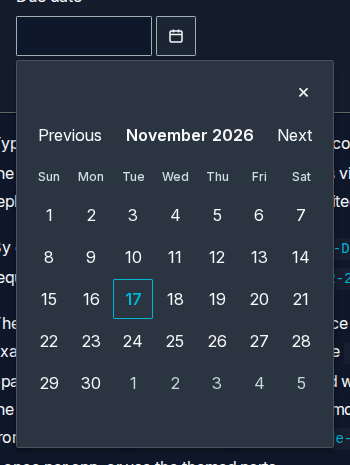 Due date
×
Previous November 2026 Next
Sun Mon Tue Wed Thu Fri Sat
1 2 3 4 5 6 7
8 9 10 11 12 13 14
15 16 17 18 19 20 21
22 23 24 25 26 27 28
29 30 1 2 3 4 5